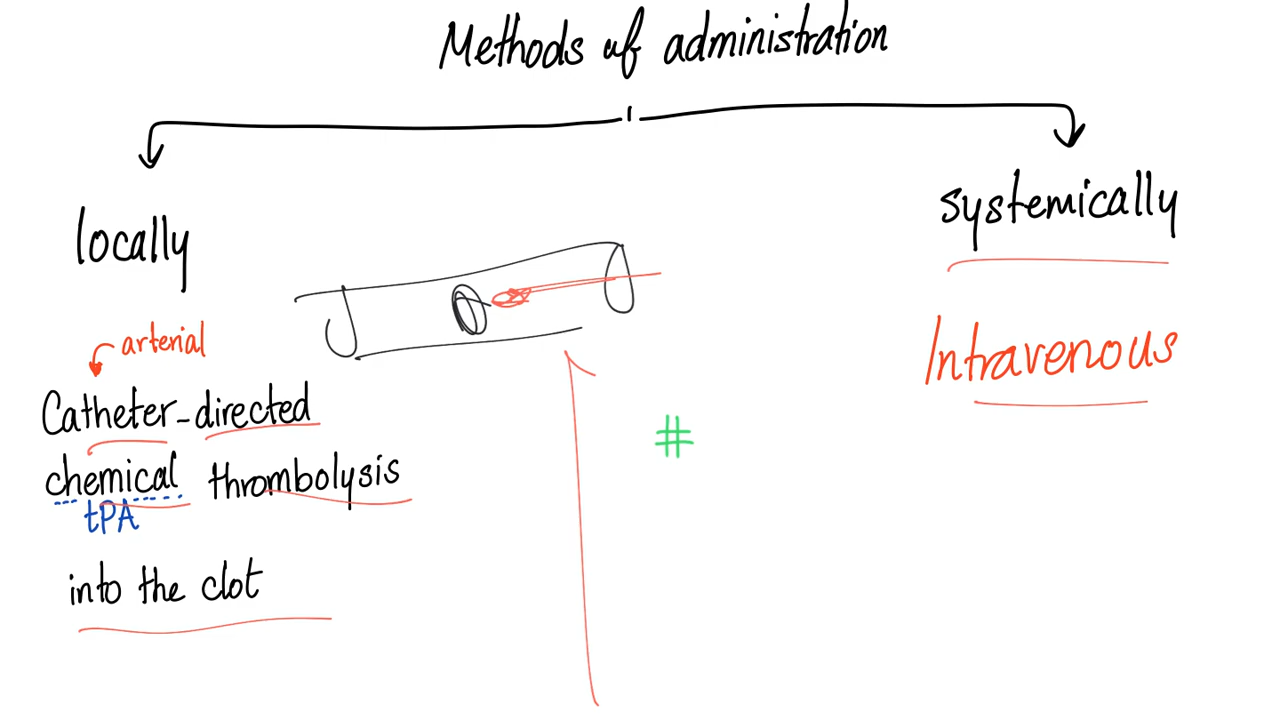 Methods of administration
locally
systemically
arterial
Intravenous
Catheter-directed
chemical thrombolysis
tPA
into the clot
#